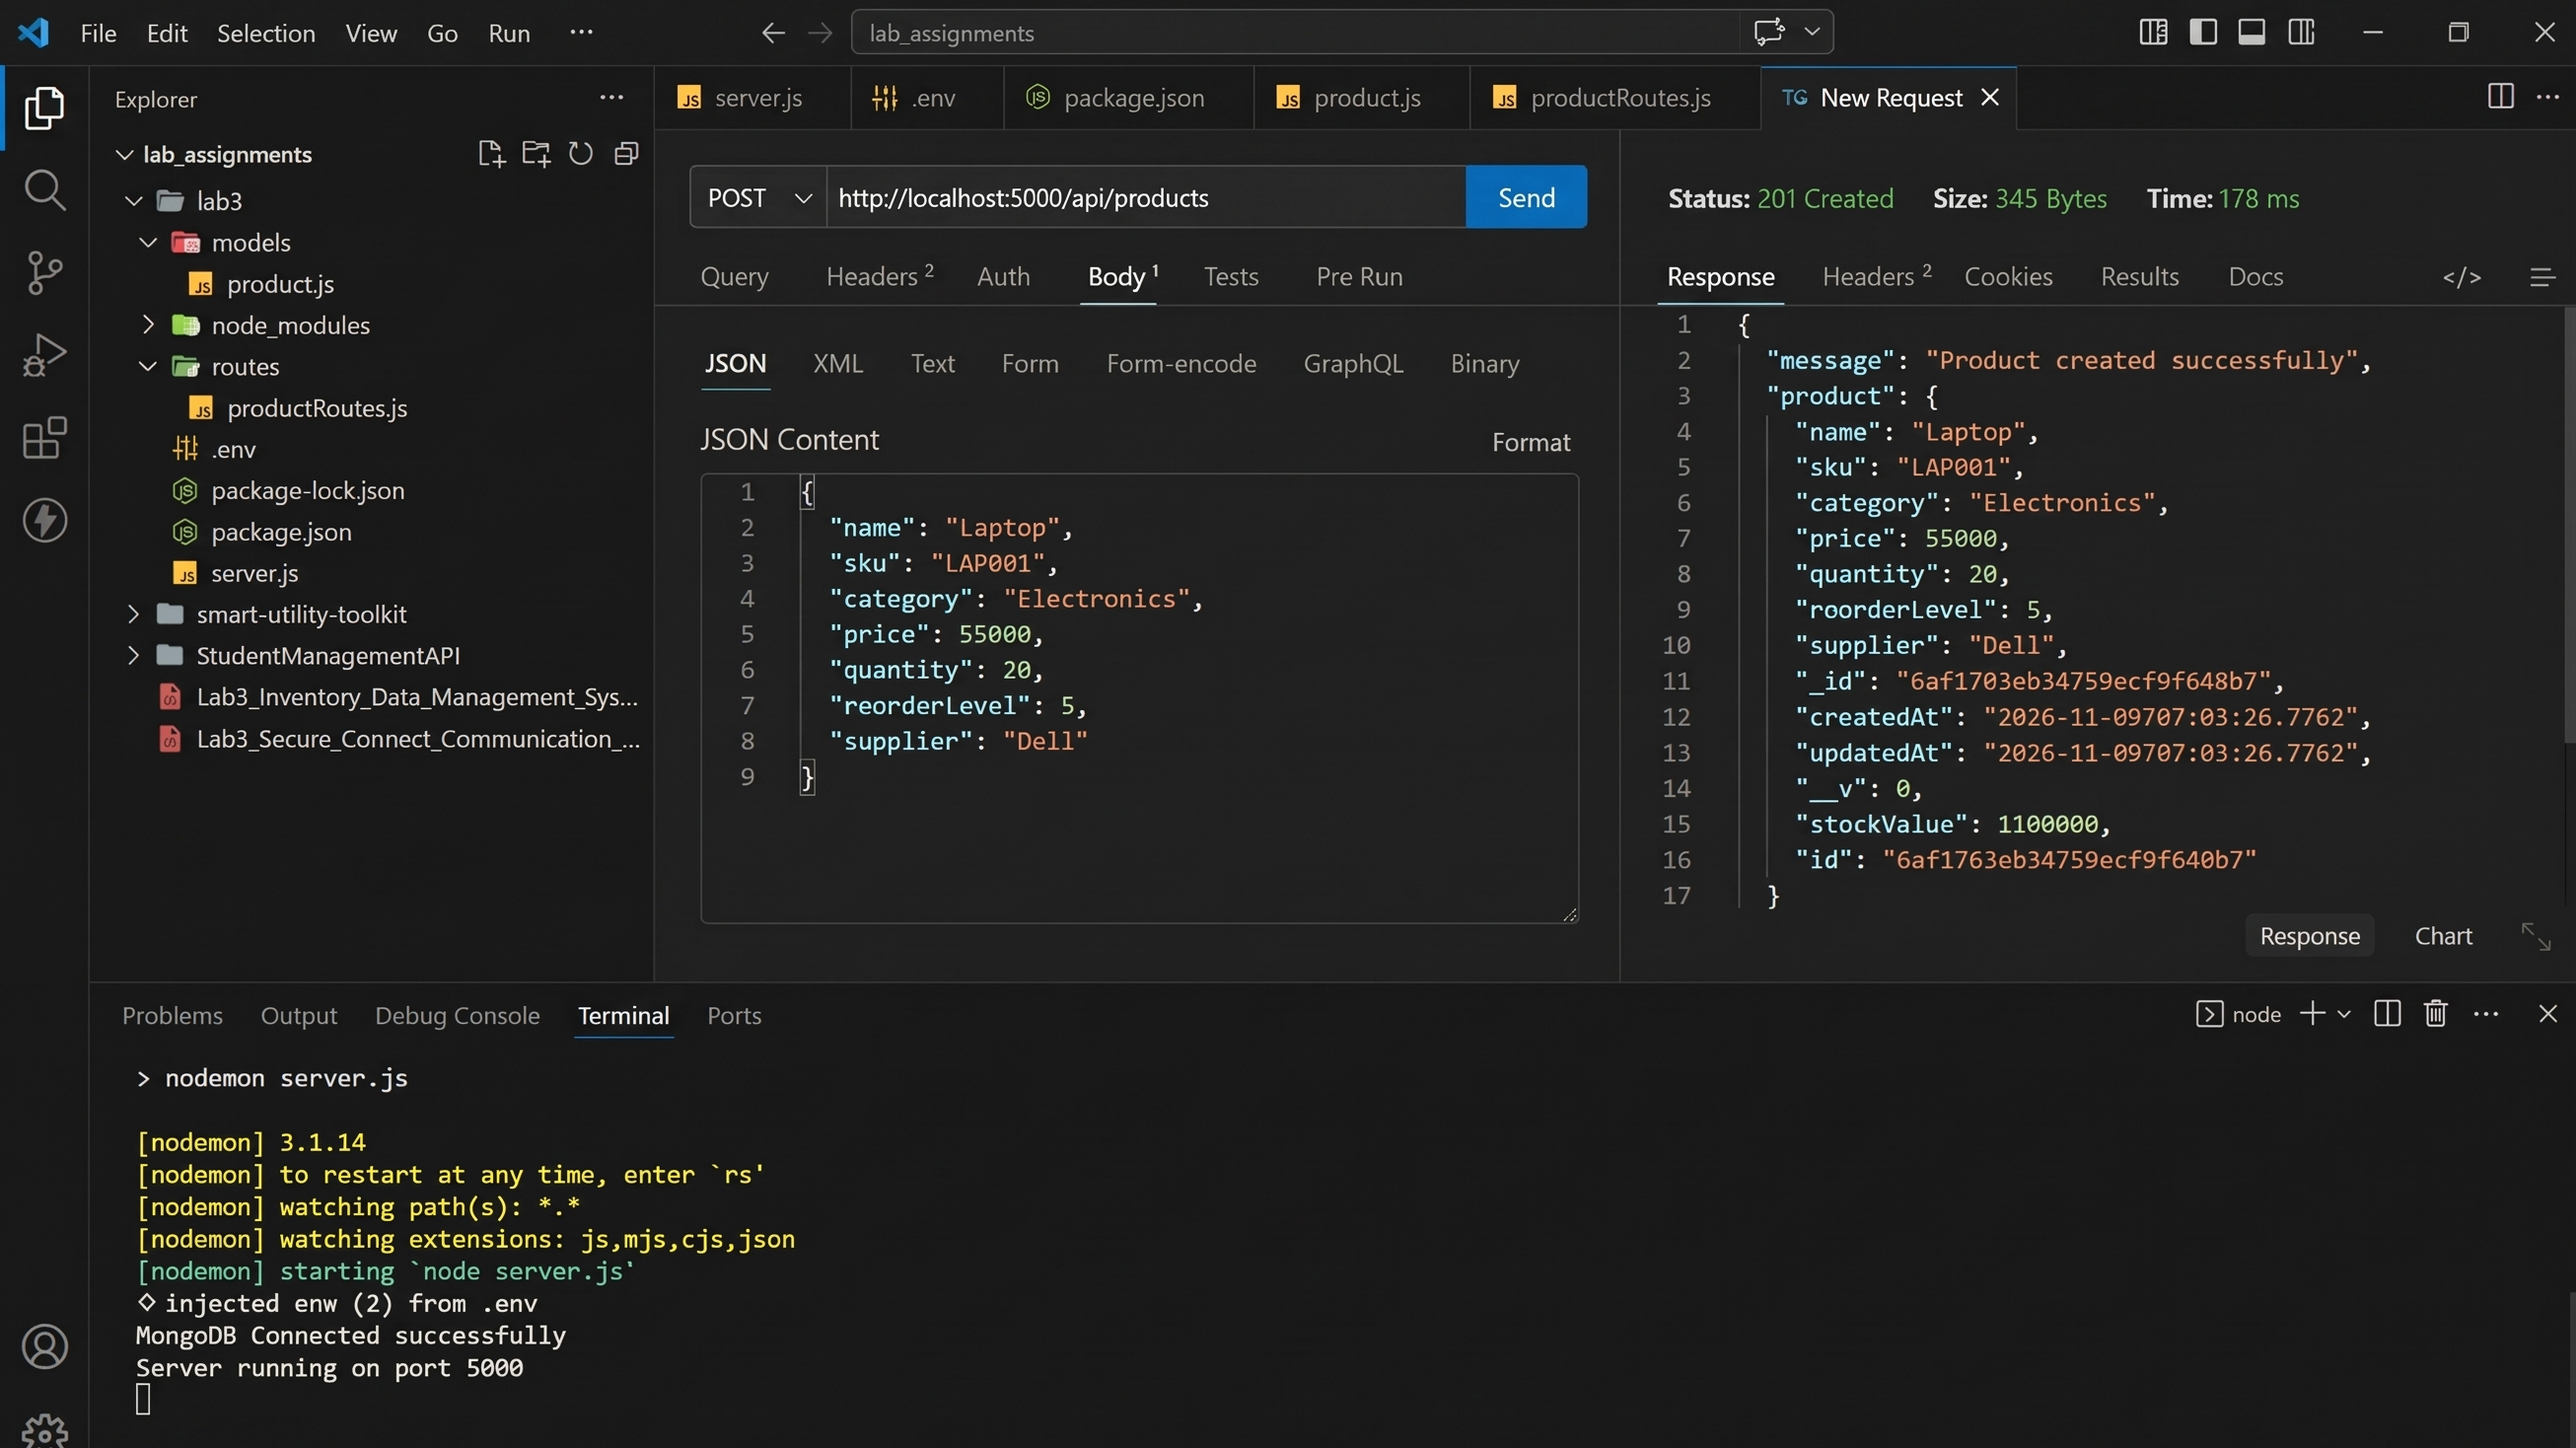 File Edit Selection View Go Run ···
lab_assignments
Explorer ···
lab_assignments
lab3
models
product.js
node_modules
routes
productRoutes.js
.env
package-lock.json
package.json
server.js
smart-utility-toolkit
StudentManagementAPI
Lab3_Inventory_Data_Management_Sys...
Lab3_Secure_Connect_Communication_...
server.js .env package.json product.js productRoutes.js TG New Request
POST http://localhost:5000/api/products Send
Query Headers 2 Auth Body 1 Tests Pre Run
JSON XML Text Form Form-encode GraphQL Binary
JSON Content Format
1 {
2 "name": "Laptop",
3 "sku": "LAP001",
4 "category": "Electronics",
5 "price": 55000,
6 "quantity": 20,
7 "reorderLevel": 5,
8 "supplier": "Dell"
9 }
Status: 201 Created Size: 345 Bytes Time: 178 ms
Response Headers 2 Cookies Results Docs </>
1 {
2 "message": "Product created successfully",
3 "product": {
4 "name": "Laptop",
5 "sku": "LAP001",
6 "category": "Electronics",
7 "price": 55000,
8 "quantity": 20,
9 "roorderLevel": 5,
10 "supplier": "Dell",
11 "_id": "6af1703eb34759ecf9f648b7",
12 "createdAt": "2026-11-09707:03:26.7762",
13 "updatedAt": "2026-11-09707:03:26.7762",
14 "__v": 0,
15 "stockValue": 1100000,
16 "id": "6af1763eb34759ecf9f640b7"
17 }
Response Chart
Problems Output Debug Console Terminal Ports
node
> nodemon server.js
[nodemon] 3.1.14
[nodemon] to restart at any time, enter `rs'
[nodemon] watching path(s): *.*
[nodemon] watching extensions: js,mjs,cjs,json
[nodemon] starting `node server.js'
◇ injected enw (2) from .env
MongoDB Connected successfully
Server running on port 5000